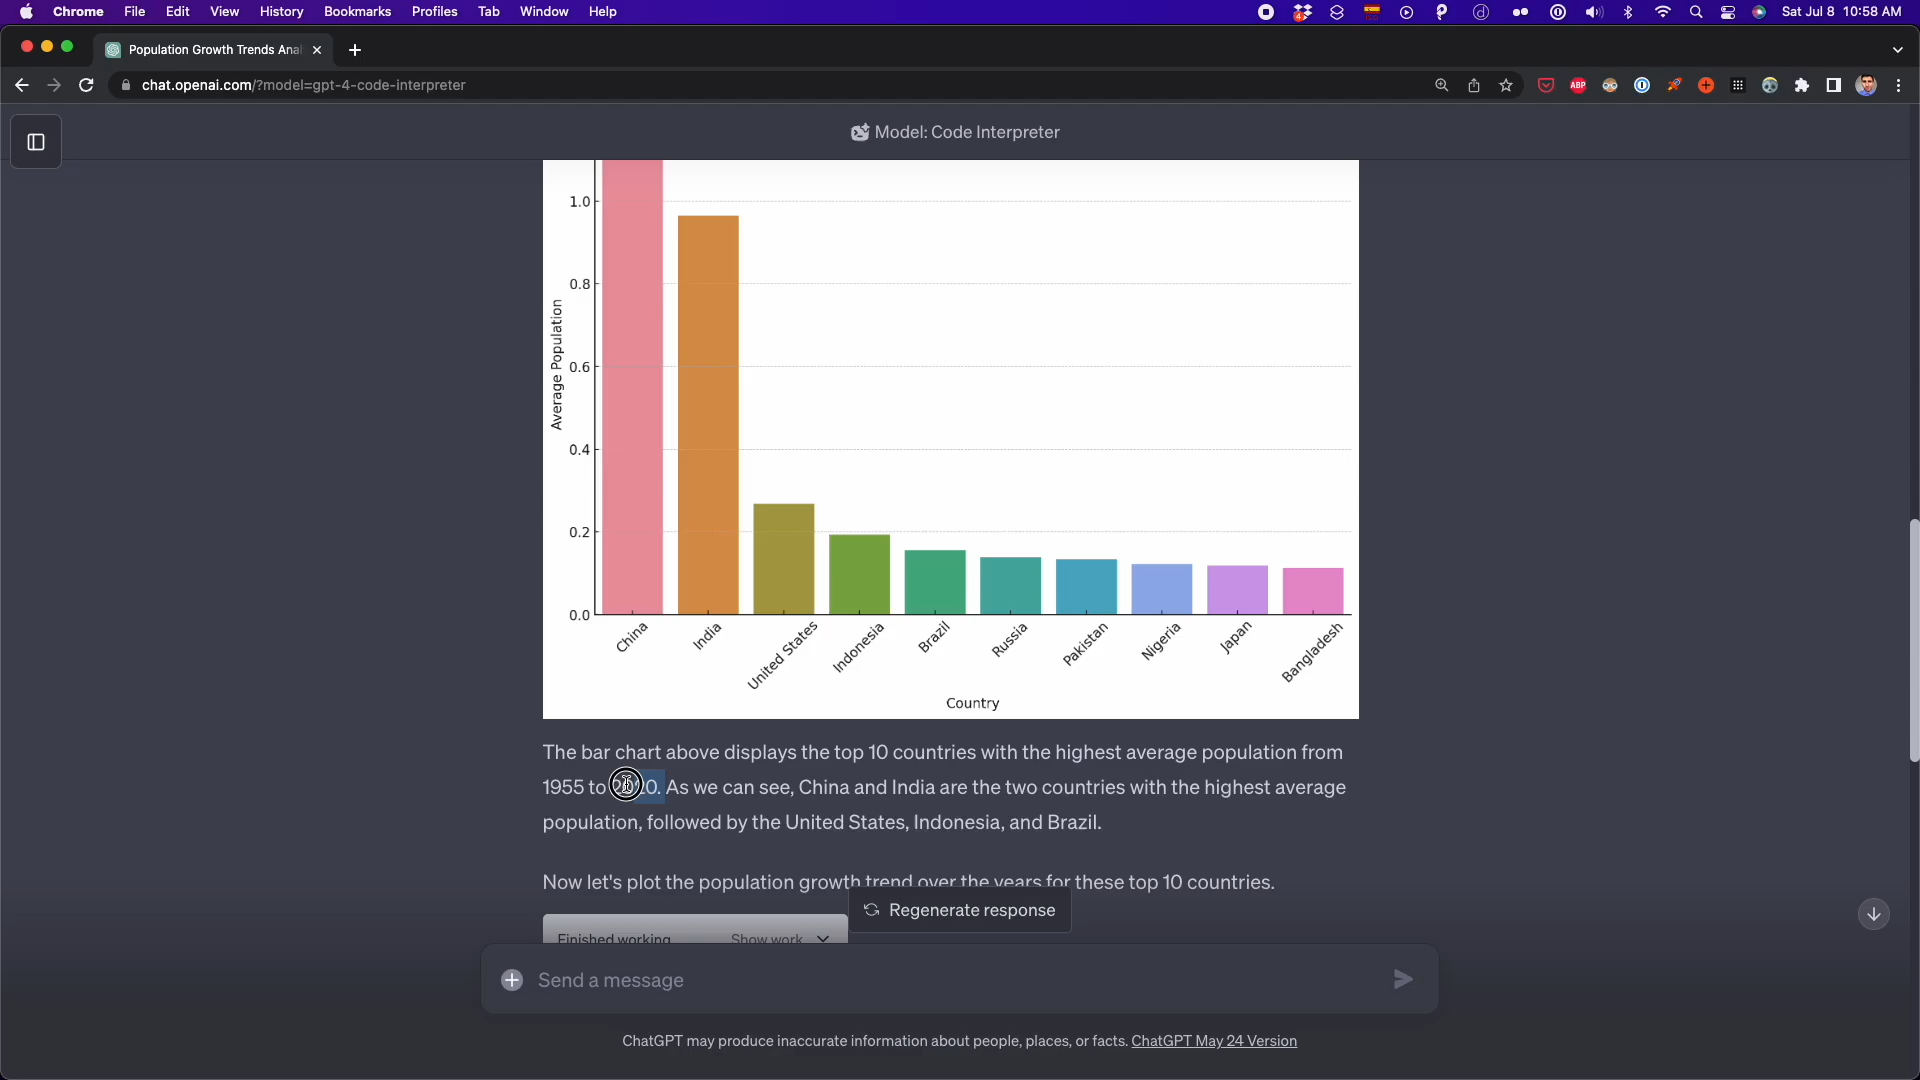 Chrome File Edit View History Bookmarks Profiles Tab Window Help
Sat Jul 8 10:58 AM
Population Growth Trends Ana
chat.openai.com/?model=gpt-4-code-interpreter
ABP
Model: Code Interpreter
1.0
0.8
0.6
0.4
0.2
0.0
Average Population
China India United States Indonesia Brazil Russia Pakistan Nigeria Japan Bangladesh
Country
The bar chart above displays the top 10 countries with the highest average population from
1955 to 2020. As we can see, China and India are the two countries with the highest average
population, followed by the United States, Indonesia, and Brazil.
Now let's plot the population growth trend over the years for these top 10 countries.
Regenerate response
Finished working Show work
Send a message
ChatGPT may produce inaccurate information about people, places, or facts. ChatGPT May 24 Version